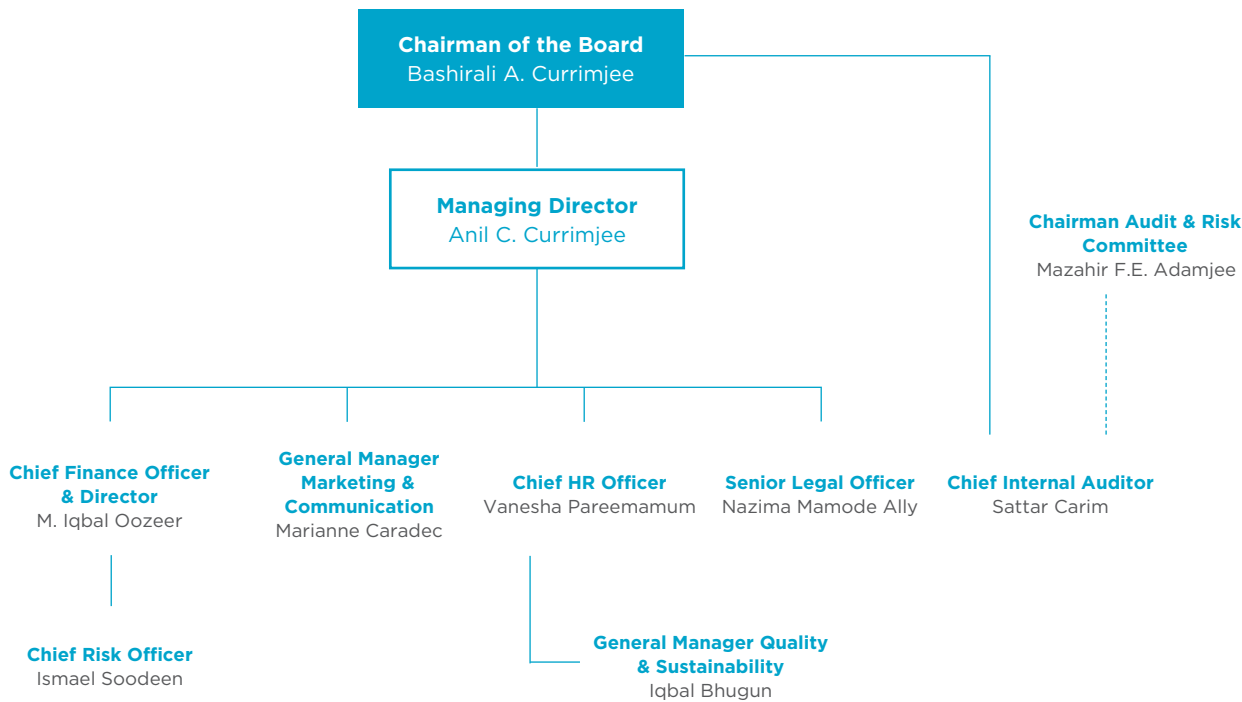 Chairman of the Board
Bashirali A. Currimjee
Managing Director
Anil C. Currimjee
Chairman Audit & Risk
Committee
Mazahir F.E. Adamjee
Chief Finance Officer
& Director
M. Iqbal Oozeer
General Manager
Marketing &
Communication
Marianne Caradec
Chief HR Officer
Vanesha Pareemamum
Senior Legal Officer
Nazima Mamode Ally
Chief Internal Auditor
Sattar Carim
Chief Risk Officer
Ismael Soodeen
General Manager Quality
& Sustainability
Iqbal Bhugun